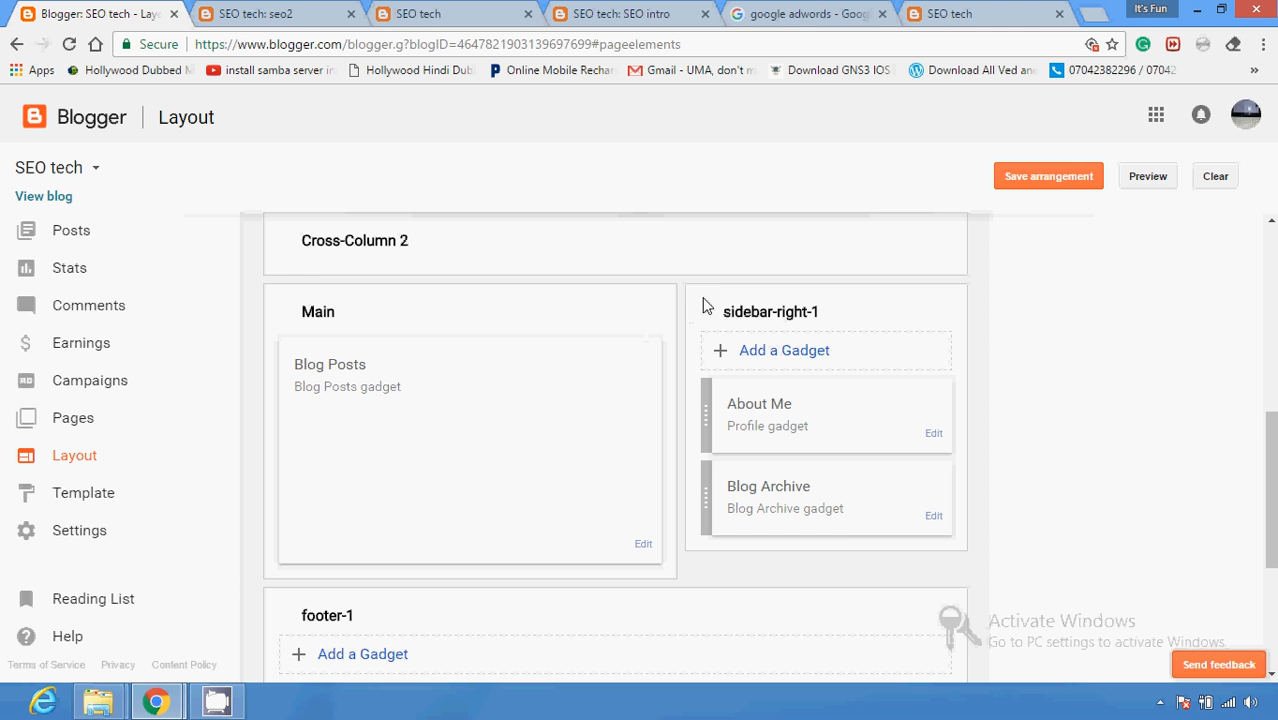 Blogger: SEO tech - Layo
SEO tech: seo2
SEO tech
SEO tech: SEO intro
google adwords - Goog
SEO tech
It's Fun
Secure
https://www.blogger.com/blogger.g?blogID=4647821903139697699#pageelements
Apps
Hollywood Dubbed M
install samba server in
Hollywood Hindi Dub
Online Mobile Rechar
Gmail - UMA, don't m
Download GNS3 IOS
Download All Ved an
07042382296 / 07042
Blogger
Layout
SEO tech
View blog
Save arrangement
Preview
Clear
Posts
Stats
Comments
Earnings
Campaigns
Pages
Layout
Template
Settings
Reading List
Help
Terms of Service
Privacy
Content Policy
Cross-Column 2
Main
Blog Posts
Blog Posts gadget
Edit
sidebar-right-1
+ Add a Gadget
About Me
Profile gadget
Edit
Blog Archive
Blog Archive gadget
Edit
footer-1
+ Add a Gadget
Activate Windows
Go to PC settings to activate Windows.
Send feedback